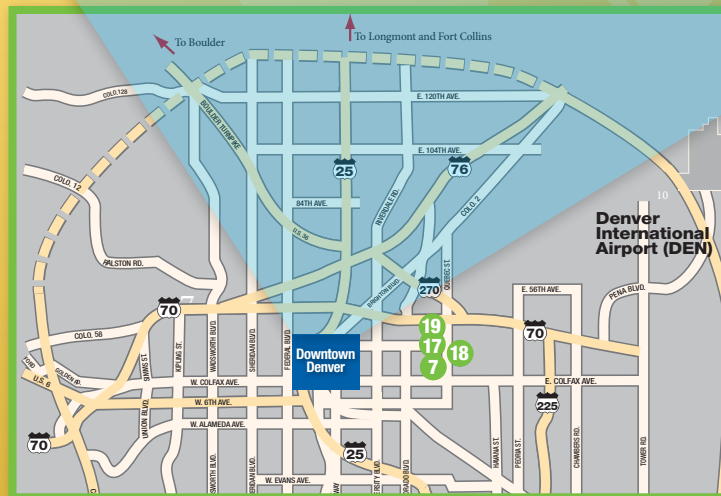 To Boulder
To Longmont and Fort Collins
COLO. 128
BOULDER TURNPIKE
E. 120TH AVE.
E. 104TH AVE.
25
76
COLO. 12
84TH AVE.
RIVERDALE RD.
COLO. 2
10
Denver
International
Airport (DEN)
U.S. 36
RALSTON RD.
QUEBEC ST.
BRIGHTON BLVD.
270
E. 56TH AVE.
PENA BLVD.
70
COLO. 58
KIPLING ST.
WADSWORTH BLVD.
SHERIDAN BLVD.
FEDERAL BLVD.
19
17
18
7
70
Downtown
Denver
FORD
GOLDEN RD.
SWANS ST.
U.S. 6
W. COLFAX AVE.
E. COLFAX AVE.
W. 6TH AVE.
UNION BLVD.
W. ALAMEDA AVE.
225
70
25
HAVANA ST.
PEORIA ST.
CHAMBERS RD.
TOWER RD.
W. EVANS AVE.